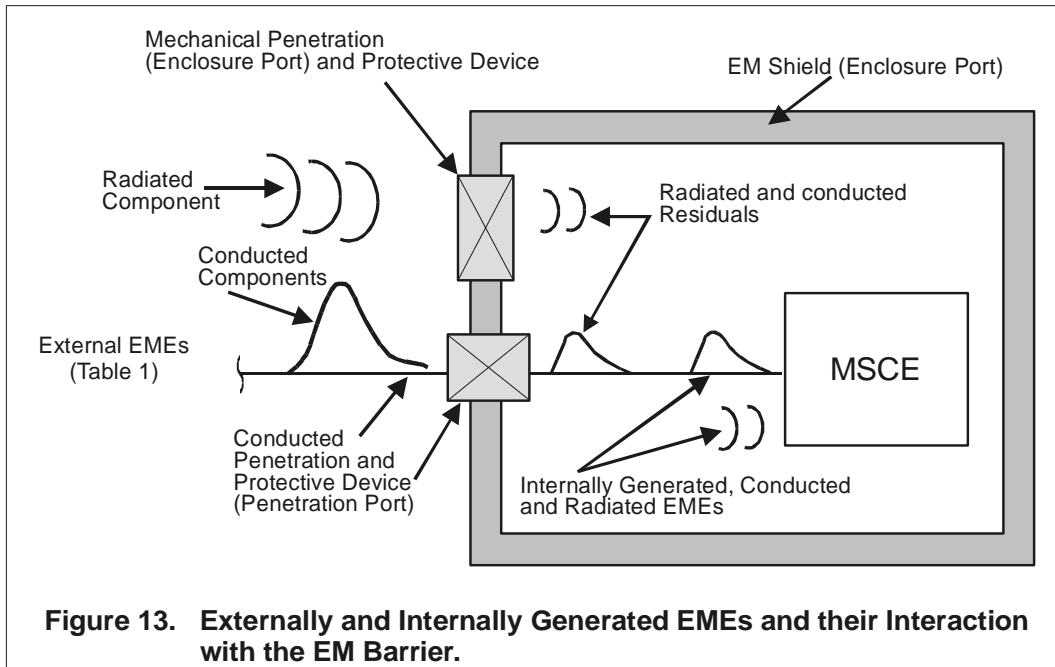 Mechanical Penetration
(Enclosure Port) and Protective Device
EM Shield (Enclosure Port)
Radiated
Component
Radiated and conducted
Residuals
Conducted
Components
External EMEs
(Table 1)
MSCE
Conducted
Penetration and
Protective Device
(Penetration Port)
Internally Generated, Conducted
and Radiated EMEs
Figure 13. Externally and Internally Generated EMEs and their Interaction
with the EM Barrier.